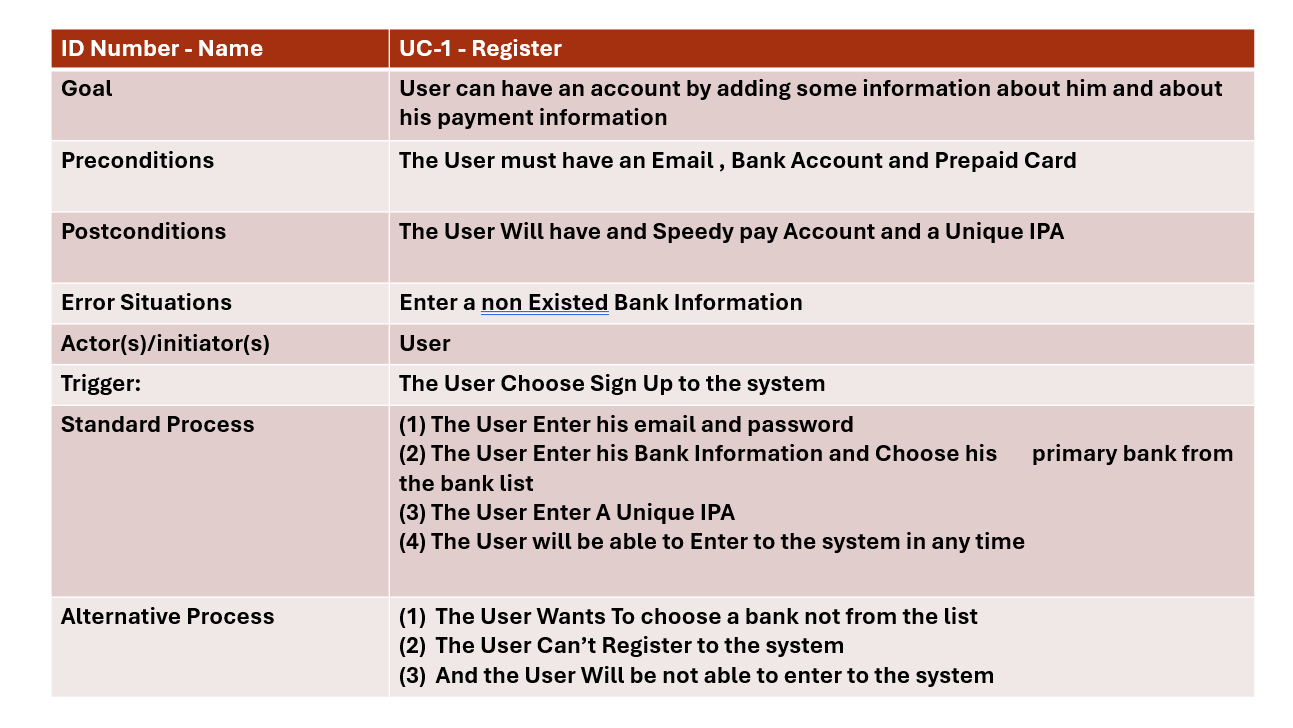 ID Number - Name
UC-1 - Register
Goal
User can have an account by adding some information about him and about
his payment information
Preconditions
The User must have an Email , Bank Account and Prepaid Card
Postconditions
The User Will have and Speedy pay Account and a Unique IPA
Error Situations
Enter a non Existed Bank Information
Actor(s)/initiator(s)
User
Trigger:
The User Choose Sign Up to the system
Standard Process
(1) The User Enter his email and password
(2) The User Enter his Bank Information and Choose his primary bank from
the bank list
(3) The User Enter A Unique IPA
(4) The User will be able to Enter to the system in any time
Alternative Process
(1) The User Wants To choose a bank not from the list
(2) The User Can’t Register to the system
(3) And the User Will be not able to enter to the system